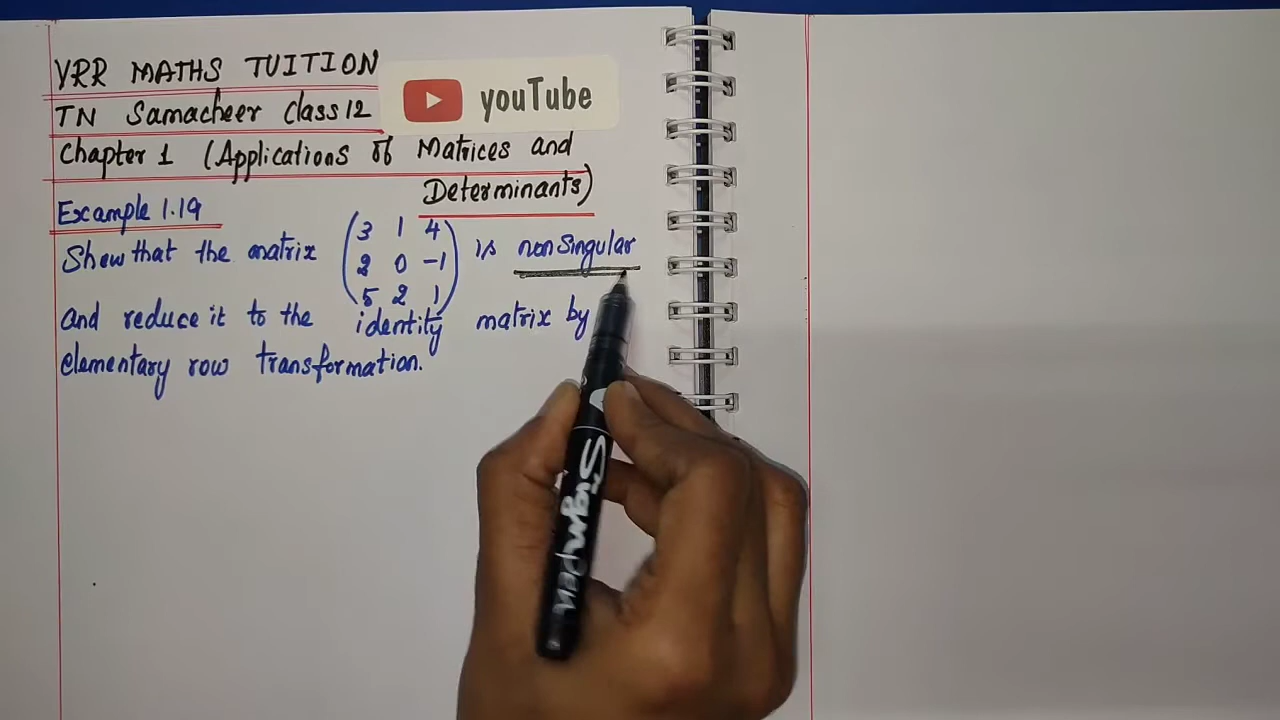 VRR MATHS TUITION
youTube
TN Samacheer Class 12
Chapter 1 (Applications of Matrices and
Determinants)
Example 1.19
3 1 4
Show that the matrix 2 0 -1 is nonSingular
5 2 1
and reduce it to the identity matrix by
elementary row transformation.
SignPEN